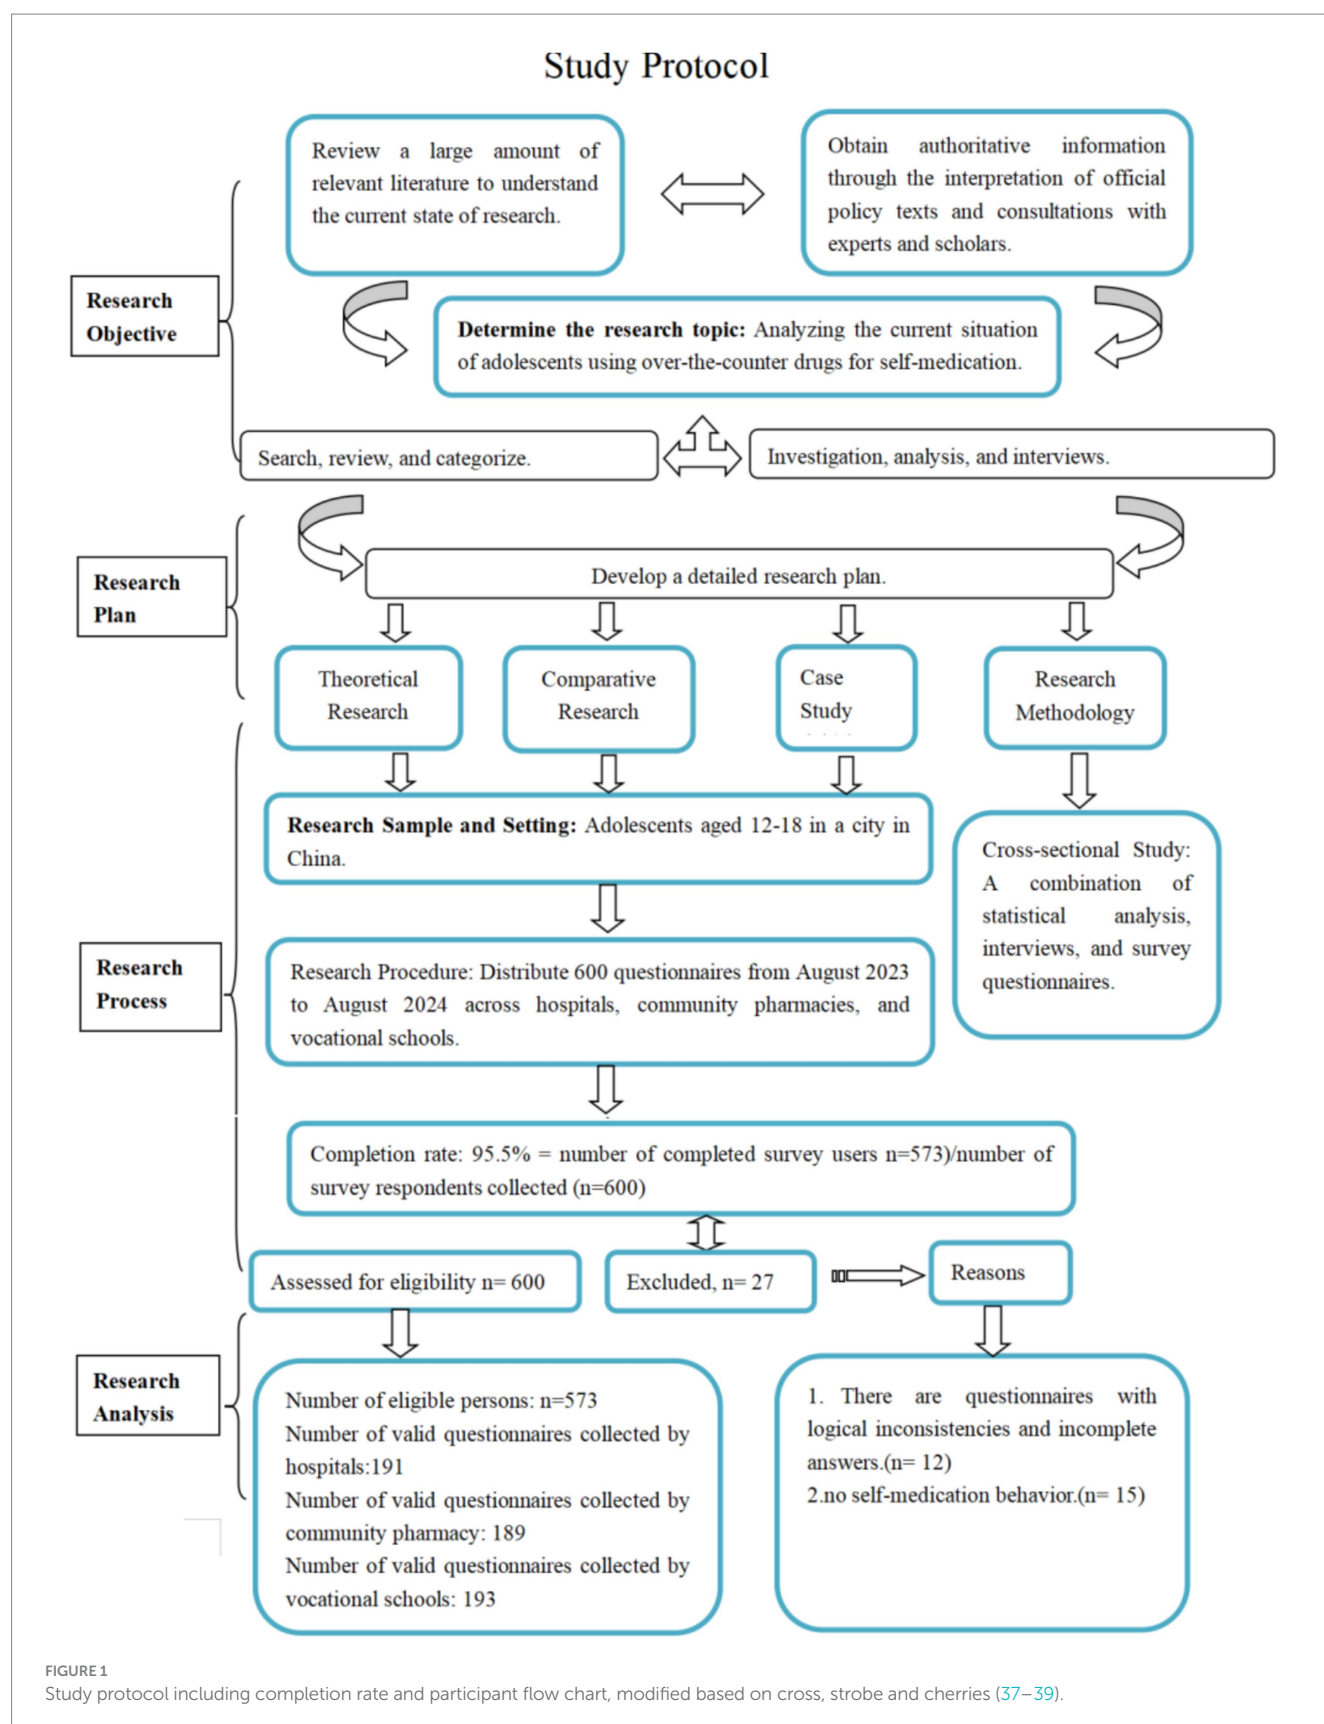 Study Protocol
Review a large amount of
relevant literature to understand
the current state of research.
Obtain authoritative information
through the interpretation of official
policy texts and consultations with
experts and scholars.
Research
Objective
Determine the research topic: Analyzing the current situation
of adolescents using over-the-counter drugs for self-medication.
Search, review, and categorize.
Investigation, analysis, and interviews.
Research
Plan
Develop a detailed research plan.
Theoretical
Research
Comparative
Research
Case
Study
Research
Methodology
Research Sample and Setting: Adolescents aged 12-18 in a city in
China.
Cross-sectional Study:
A combination of
statistical analysis,
interviews, and survey
questionnaires.
Research
Process
Research Procedure: Distribute 600 questionnaires from August 2023
to August 2024 across hospitals, community pharmacies, and
vocational schools.
Completion rate: 95.5% = number of completed survey users n=573)/number of
survey respondents collected (n=600)
Assessed for eligibility n= 600
Excluded, n= 27
Reasons
Research
Analysis
Number of eligible persons: n=573
Number of valid questionnaires collected by
hospitals:191
Number of valid questionnaires collected by
community pharmacy: 189
Number of valid questionnaires collected by
vocational schools: 193
1. There are questionnaires with
logical inconsistencies and incomplete
answers.(n= 12)
2.no self-medication behavior.(n= 15)
FIGURE 1
Study protocol including completion rate and participant flow chart, modified based on cross, strobe and cherries (37–39).